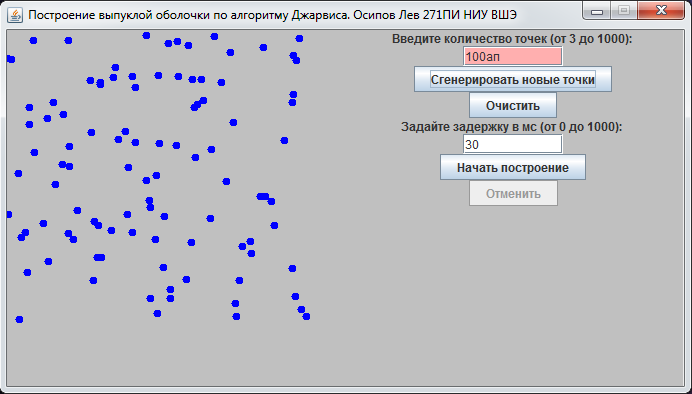 Построение выпуклой оболочки по алгоритму Джарвиса. Осипов Лев 271ПИ НИУ ВШЭ
Введите количество точек (от 3 до 1000):
100ап
Сгенерировать новые точки
Очистить
Задайте задержку в мс (от 0 до 1000):
30
Начать построение
Отменить